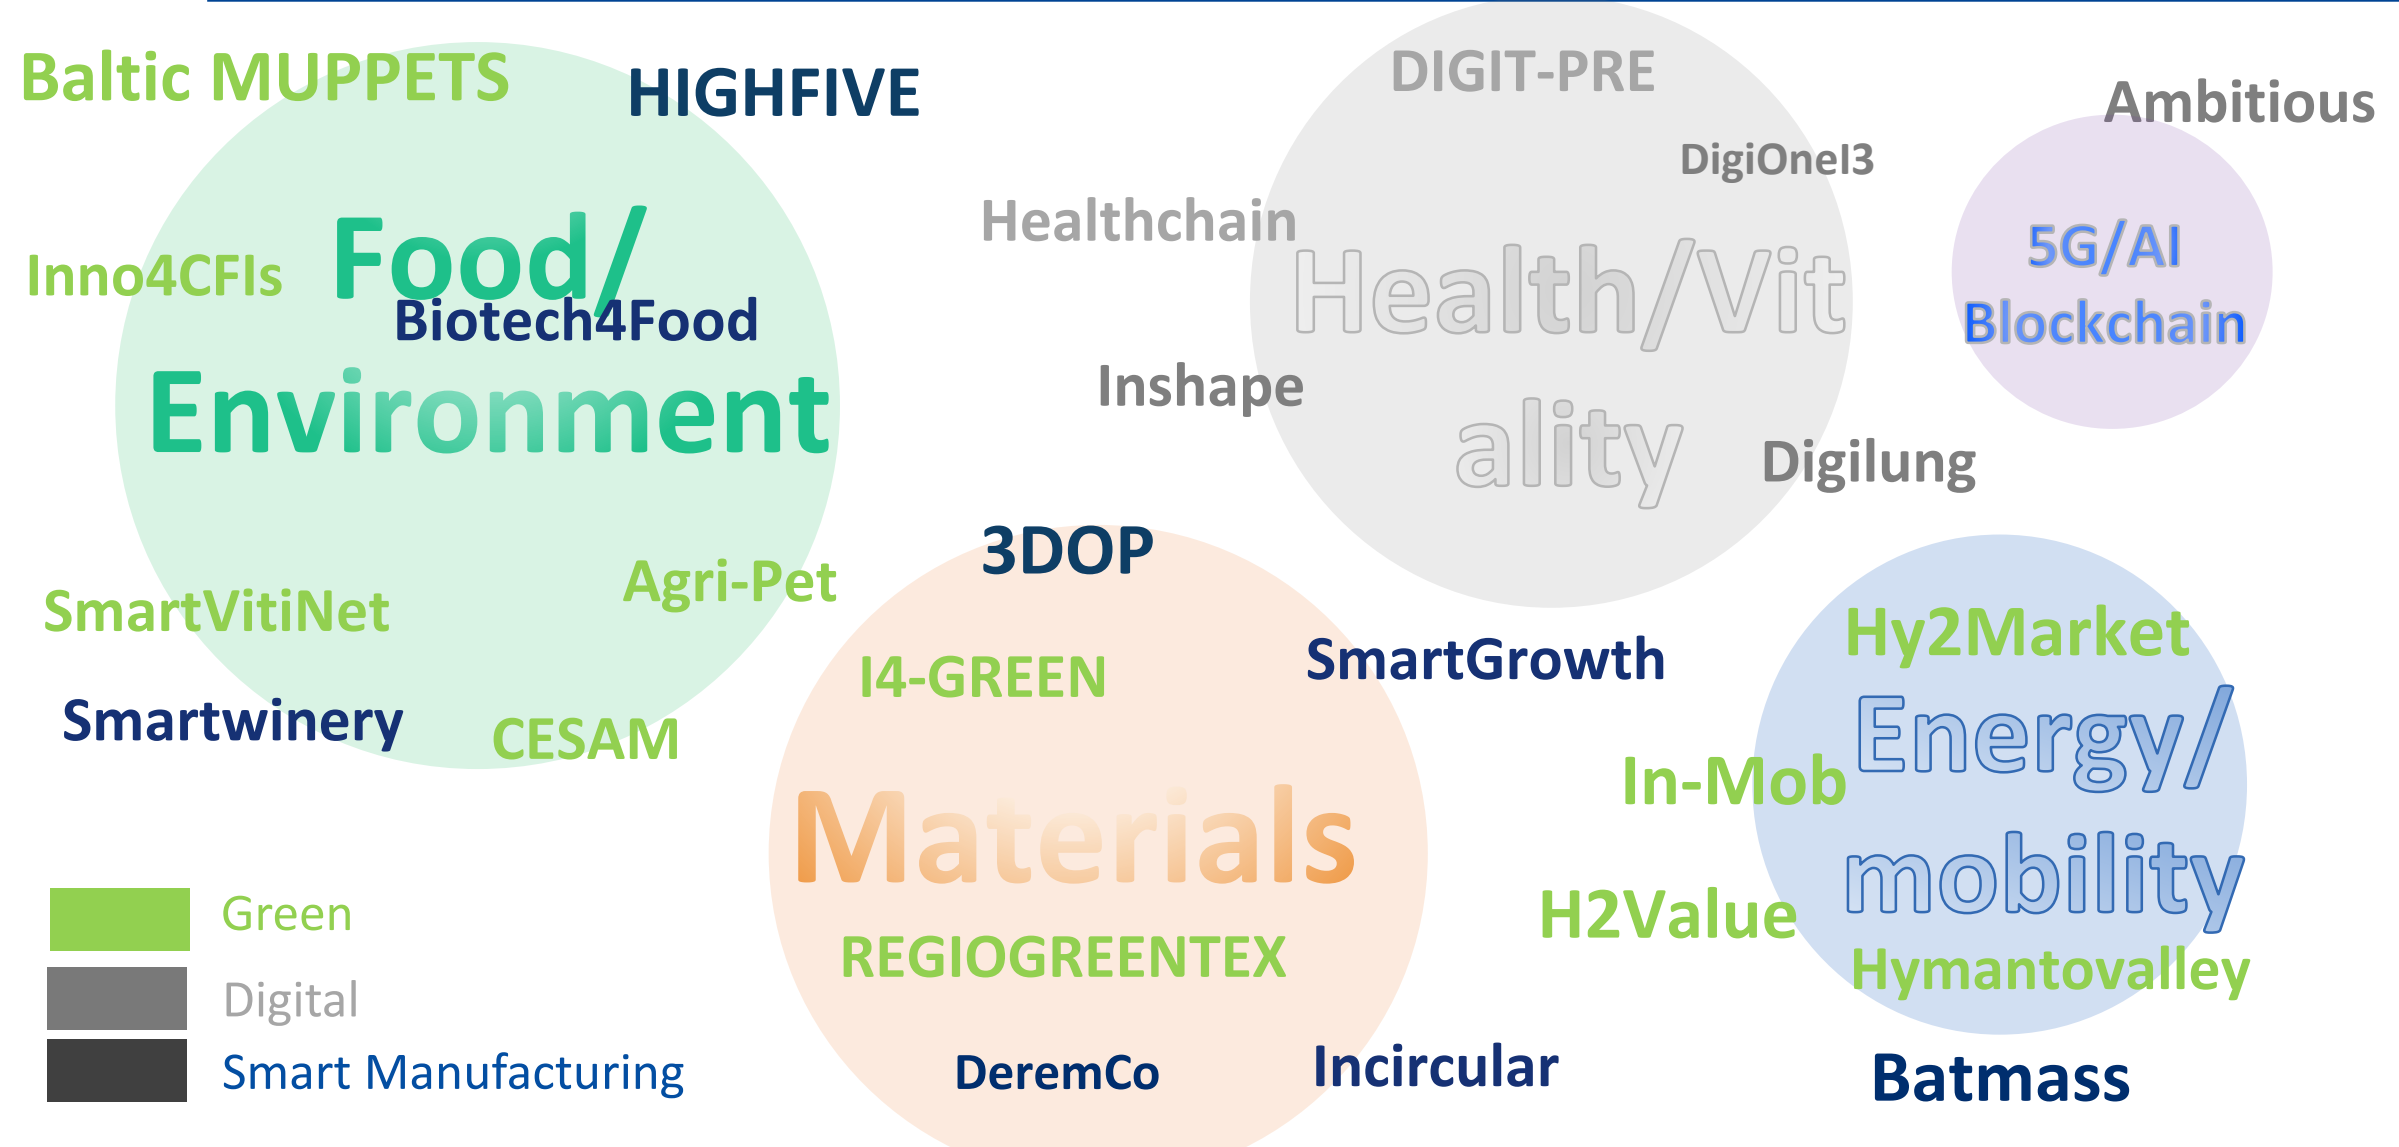 Baltic MUPPETS
HIGHFIVE
Inno4CFIs
Food/
Biotech4Food
Environment
SmartVitiNet
Agri-Pet
Smartwinery
CESAM
DIGIT-PRE
DigiOneI3
Healthchain
Health/Vit
ality
Inshape
Digilung
Ambitious
5G/AI
Blockchain
3DOP
I4-GREEN
SmartGrowth
Materials
REGIOGREENTEX
DeremCo
Incircular
Hy2Market
Energy/
In-Mob
mobility
H2Value
Hymantovalley
Batmass
Green
Digital
Smart Manufacturing